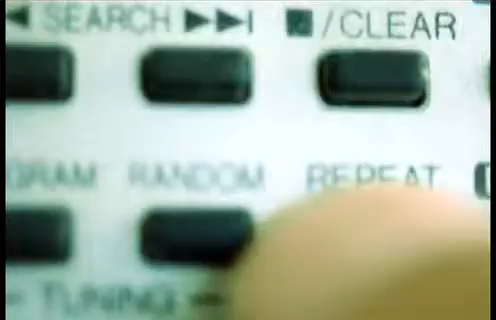 ◀ SEARCH ▶▶I ■/CLEAR
GRAM RANDOM REPEAT
- TUNING -